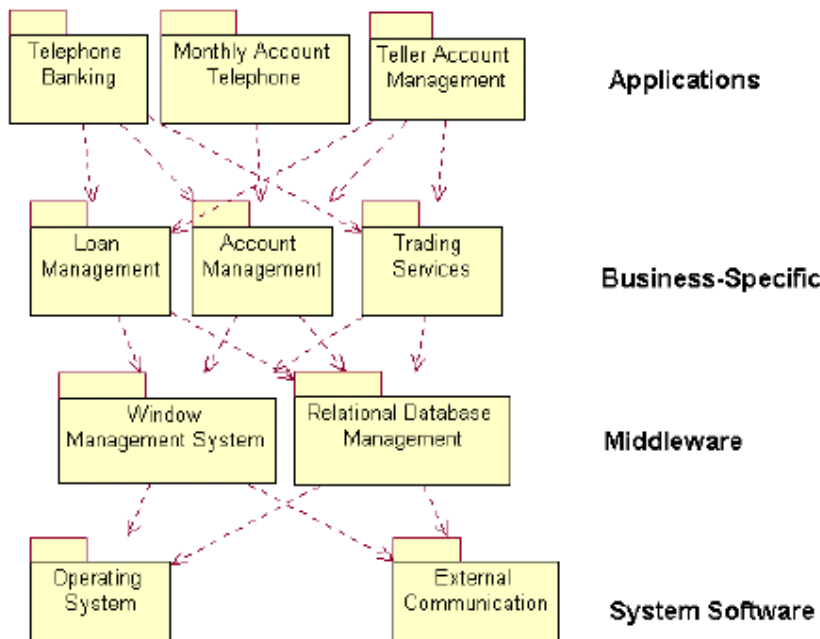 Telephone
Banking
Monthly Account
Telephone
Teller Account
Management
Applications
Loan
Management
Account
Management
Trading
Services
Business-Specific
Window
Management System
Relational Database
Management
Middleware
Operating
System
External
Communication
System Software